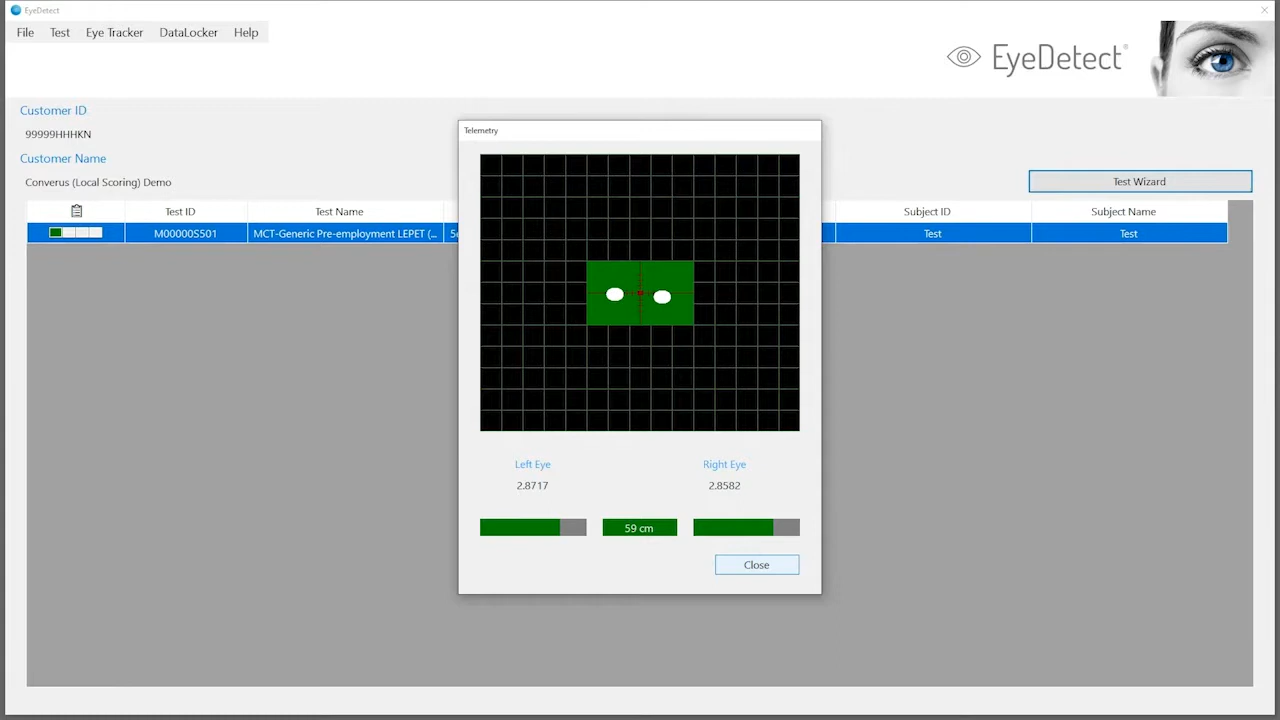 EyeDetect
File Test Eye Tracker DataLocker Help
EyeDetect®
Customer ID
99999HHHKN
Customer Name
Converus (Local Scoring) Demo
Test Wizard
Test ID Test Name Subject ID Subject Name
M00000S501 MCT-Generic Pre-employment LEPET (... Test Test
Telemetry
Left Eye Right Eye
2.8717 2.8582
59 cm
Close